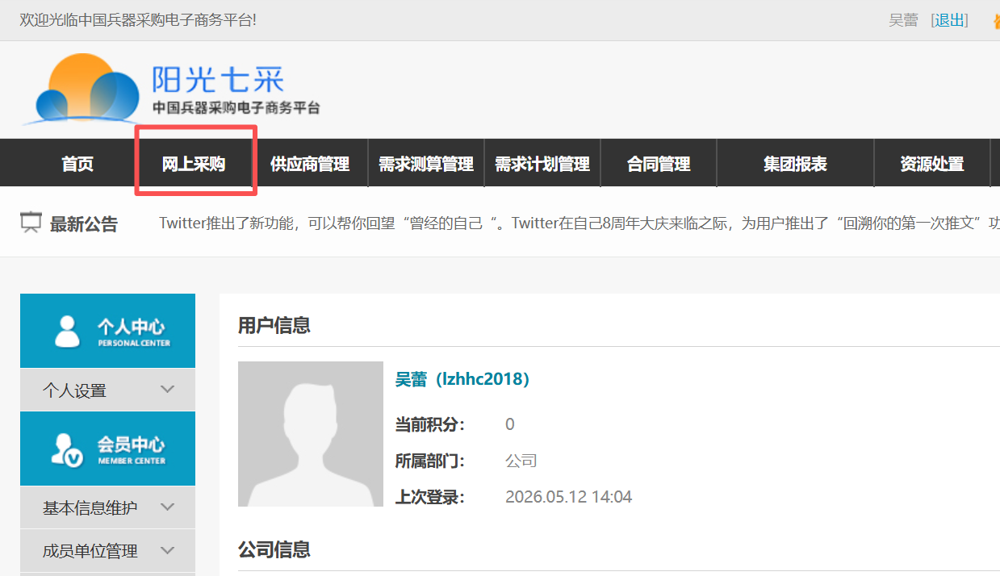 欢迎光临中国兵器采购电子商务平台!
吴蕾 [退出]
阳光七采
中国兵器采购电子商务平台
首页 网上采购 供应商管理 需求测算管理 需求计划管理 合同管理 集团报表 资源处置
最新公告 Twitter推出了新功能，可以帮你回望“曾经的自己“。Twitter在自己8周年大庆来临之际，为用户推出了“回溯你的第一次推文”功
个人中心
PERSONAL CENTER
个人设置
会员中心
MEMBER CENTER
基本信息维护
成员单位管理
用户信息
吴蕾（lzhhc2018）
当前积分： 0
所属部门： 公司
上次登录： 2026.05.12 14:04
公司信息